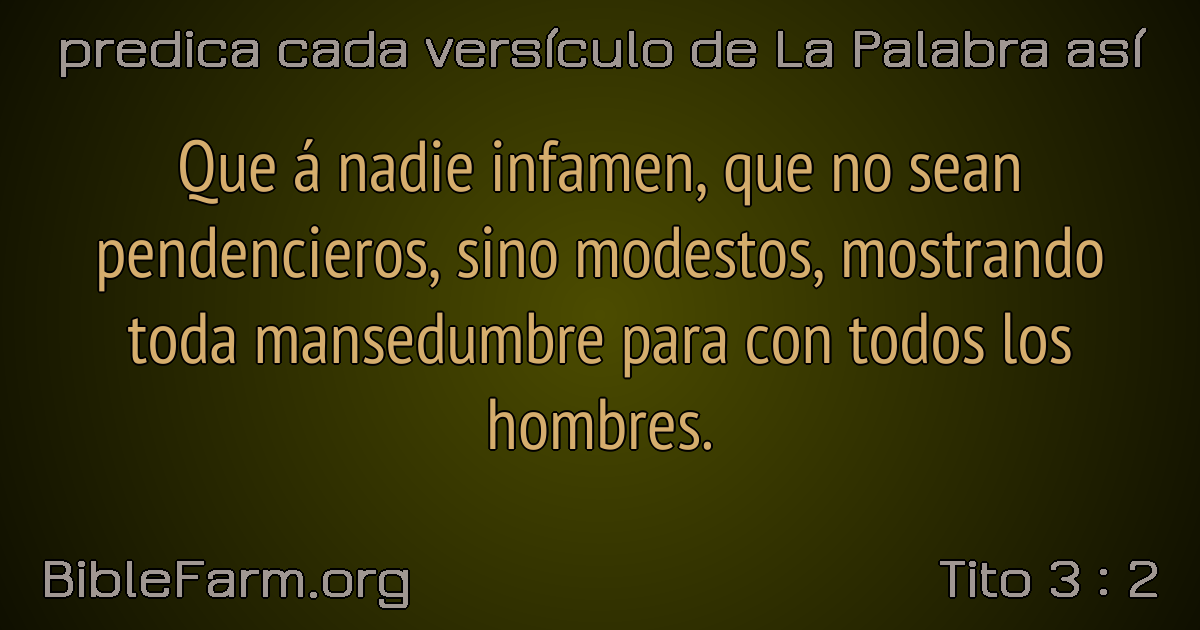 predica cada versículo de La Palabra así
Que á nadie infamen, que no sean
pendencieros, sino modestos, mostrando
toda mansedumbre para con todos los
hombres.
BibleFarm.org
Tito 3 : 2